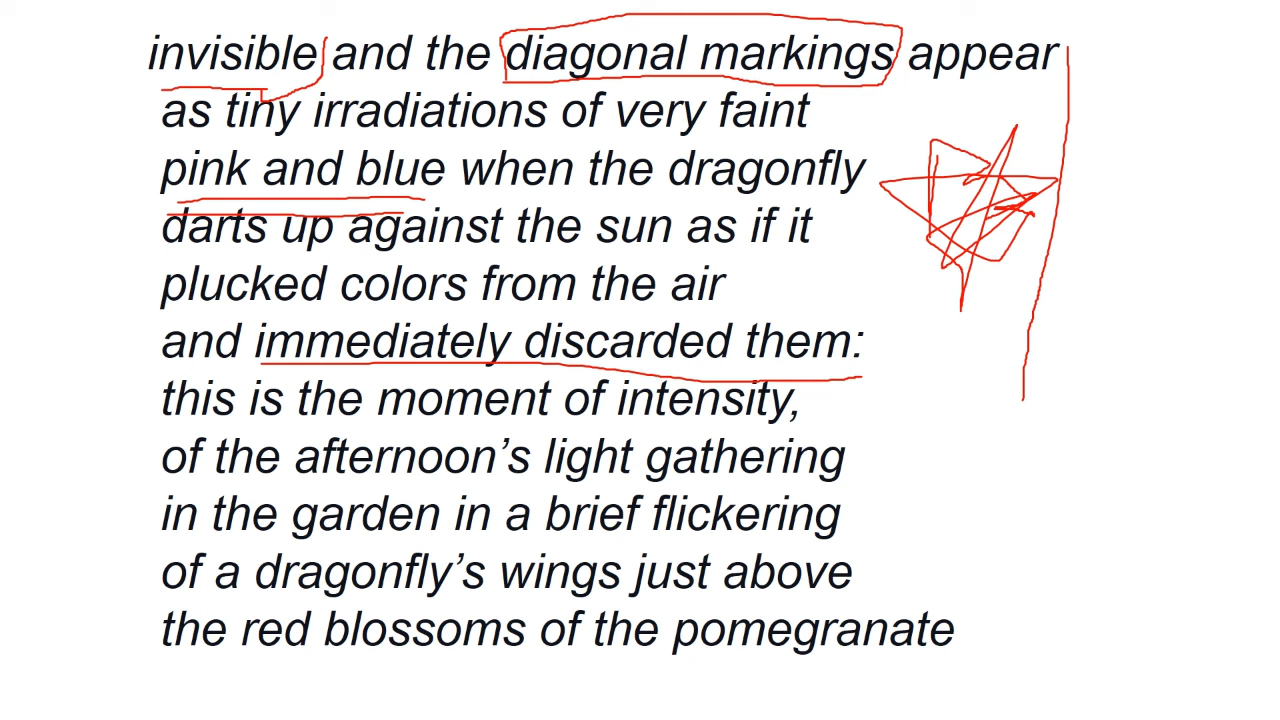 invisible and the diagonal markings appear
as tiny irradiations of very faint
pink and blue when the dragonfly
darts up against the sun as if it
plucked colors from the air
and immediately discarded them:
this is the moment of intensity,
of the afternoon’s light gathering
in the garden in a brief flickering
of a dragonfly’s wings just above
the red blossoms of the pomegranate